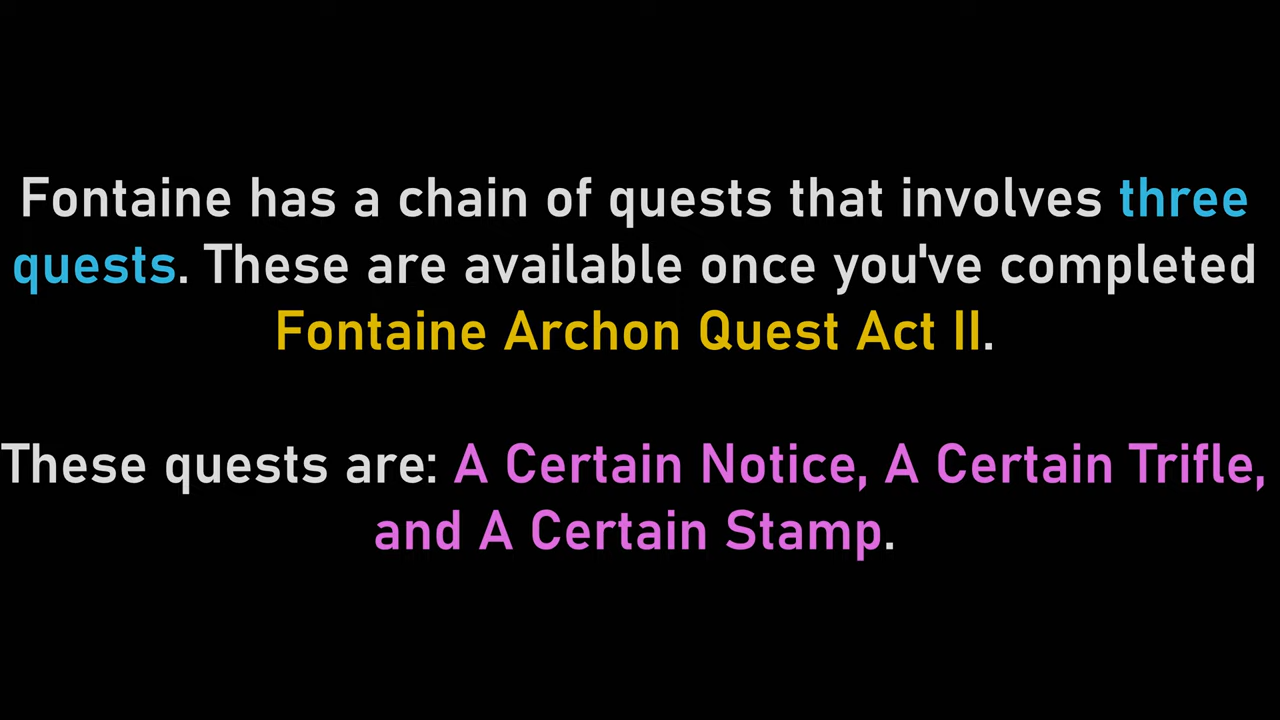 Fontaine has a chain of quests that involves three
quests. These are available once you've completed
Fontaine Archon Quest Act II.
These quests are: A Certain Notice, A Certain Trifle,
and A Certain Stamp.